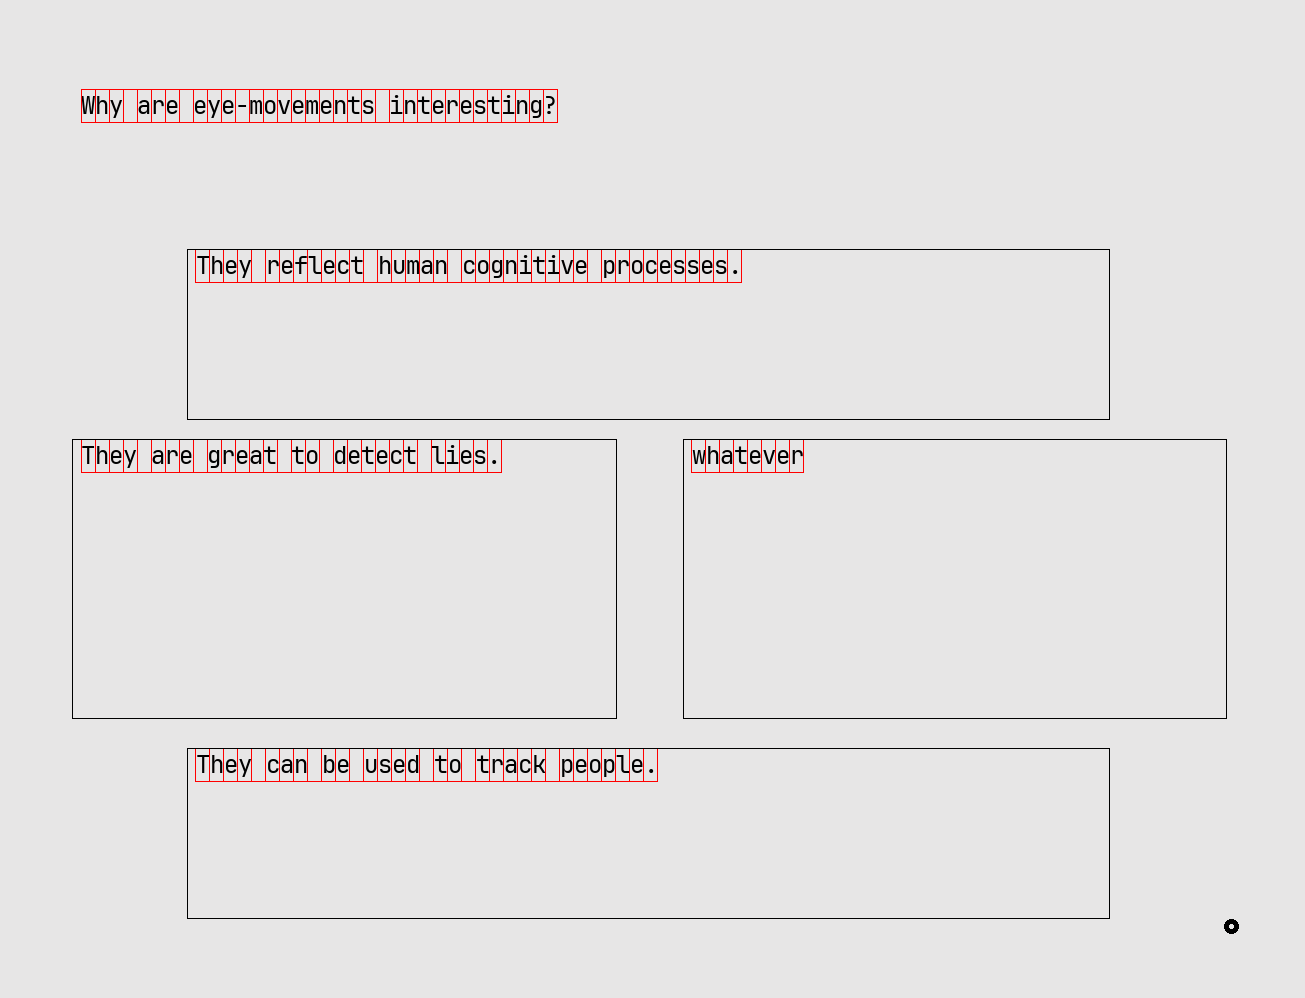 Why are eye-movements interesting?
They reflect human cognitive processes.
They are great to detect lies.
whatever
They can be used to track people.